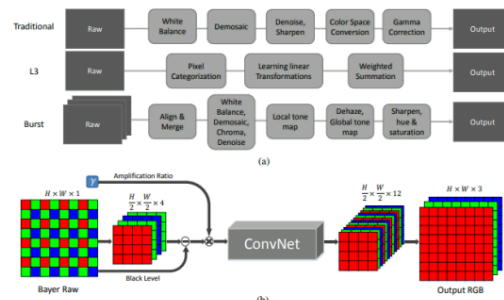 Traditional
Raw
White
Balance
Demosaic
Denoise,
Sharpen
Color Space
Conversion
Gamma
Correction
Output
L3
Raw
Pixel
Categorization
Learning linear
Transformations
Weighted
Summation
Output
Burst
Raw
Align &
Merge
White
Balance,
Demosaic,
Chroma,
Denoise
Local tone
map
Dehaze,
Global tone
map
Sharpen,
hue &
saturation
Output
(a)
H × W × 1
γ
Amplification Ratio
H/2 × W/2 × 4
ConvNet
H/2 × W/2 × 12
H × W × 3
Black Level
Bayer Raw
Output RGB
(b)